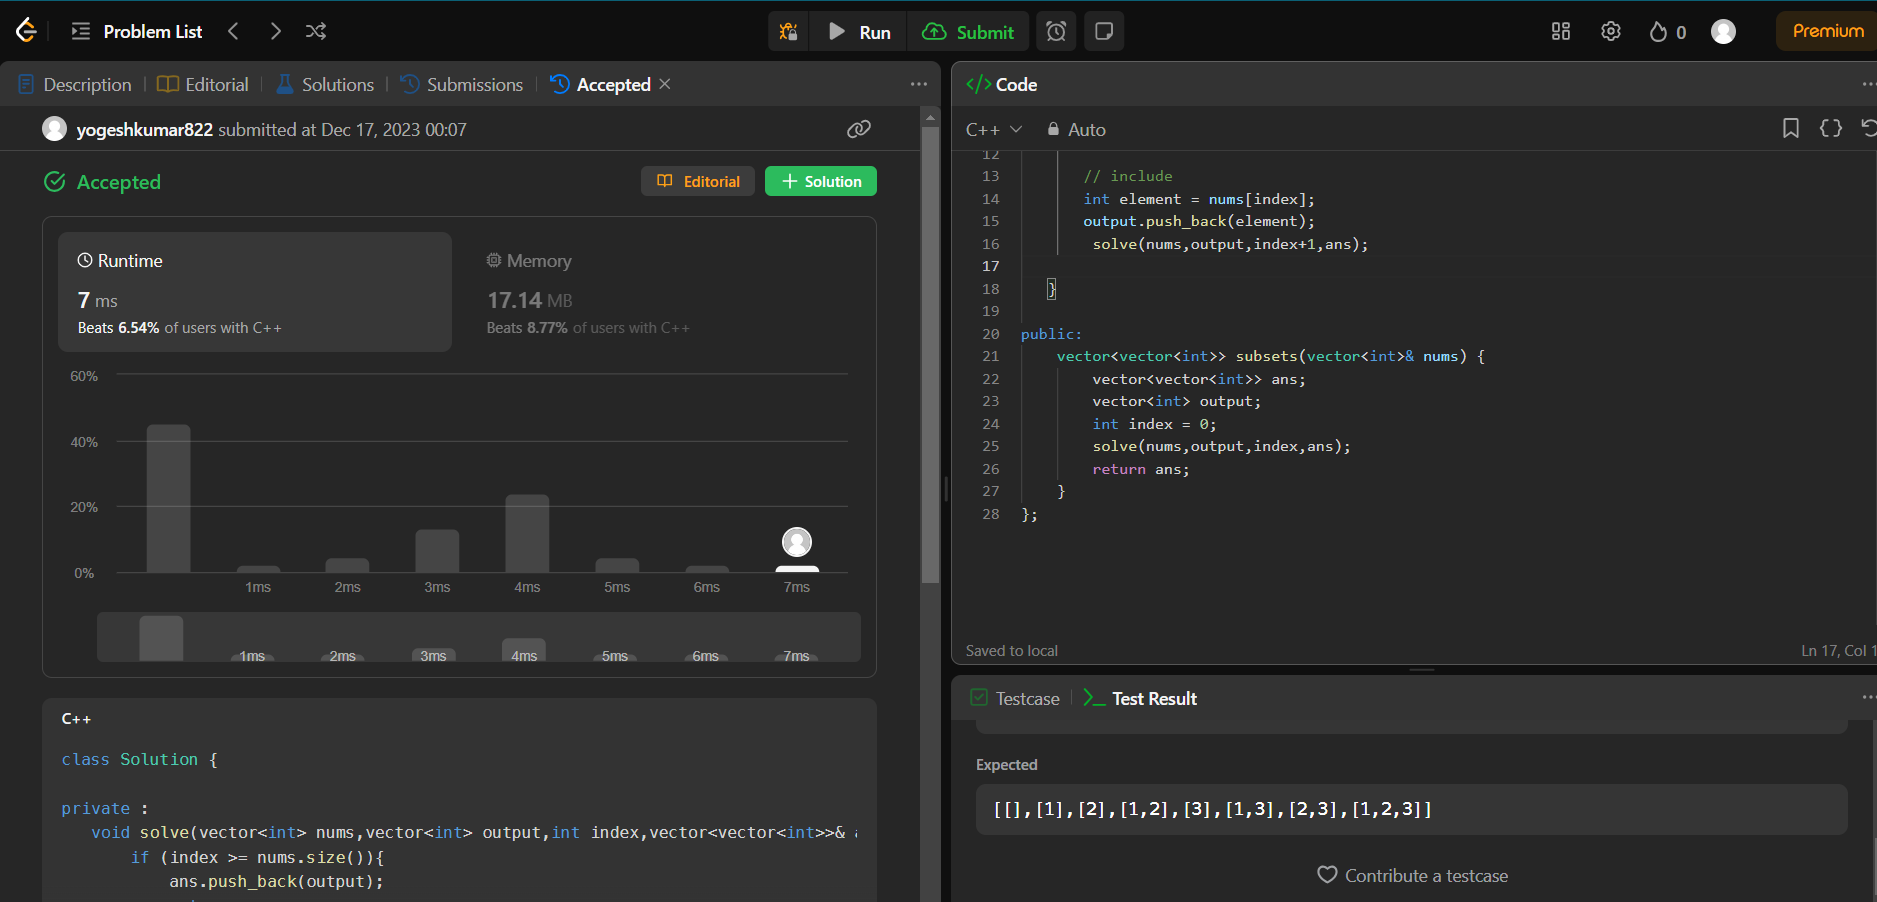 Problem List
Run
Submit
0
Premium
Description
Editorial
Solutions
Submissions
Accepted
yogeshkumar822 submitted at Dec 17, 2023 00:07
Accepted
Editorial
Solution
Runtime
7 ms
Beats 6.54% of users with C++
Memory
17.14 MB
Beats 8.77% of users with C++
60%
40%
20%
0%
1ms 2ms 3ms 4ms 5ms 6ms 7ms
1ms 2ms 3ms 4ms 5ms 6ms 7ms
C++
class Solution {
private :
void solve(vector<int> nums,vector<int> output,int index,vector<vector<int>>&
if (index >= nums.size()){
ans.push_back(output);
</> Code
C++
Auto
12
13 // include
14 int element = nums[index];
15 output.push_back(element);
16 solve(nums,output,index+1,ans);
17
18 }
19
20 public:
21 vector<vector<int>> subsets(vector<int>& nums) {
22 vector<vector<int>> ans;
23 vector<int> output;
24 int index = 0;
25 solve(nums,output,index,ans);
26 return ans;
27 }
28 };
Saved to local
Ln 17, Col 1
Testcase
Test Result
Expected
[[],[1],[2],[1,2],[3],[1,3],[2,3],[1,2,3]]
Contribute a testcase